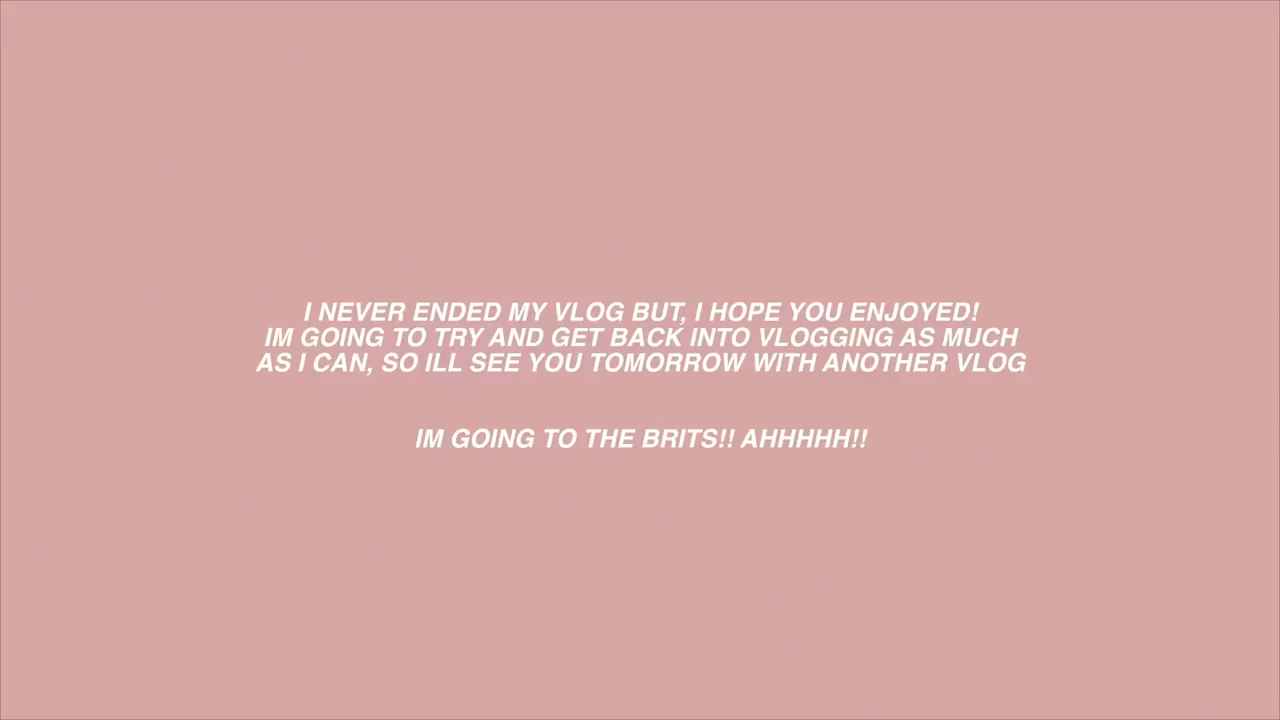 I NEVER ENDED MY VLOG BUT, I HOPE YOU ENJOYED!
IM GOING TO TRY AND GET BACK INTO VLOGGING AS MUCH
AS I CAN, SO ILL SEE YOU TOMORROW WITH ANOTHER VLOG
IM GOING TO THE BRITS!! AHHHHH!!